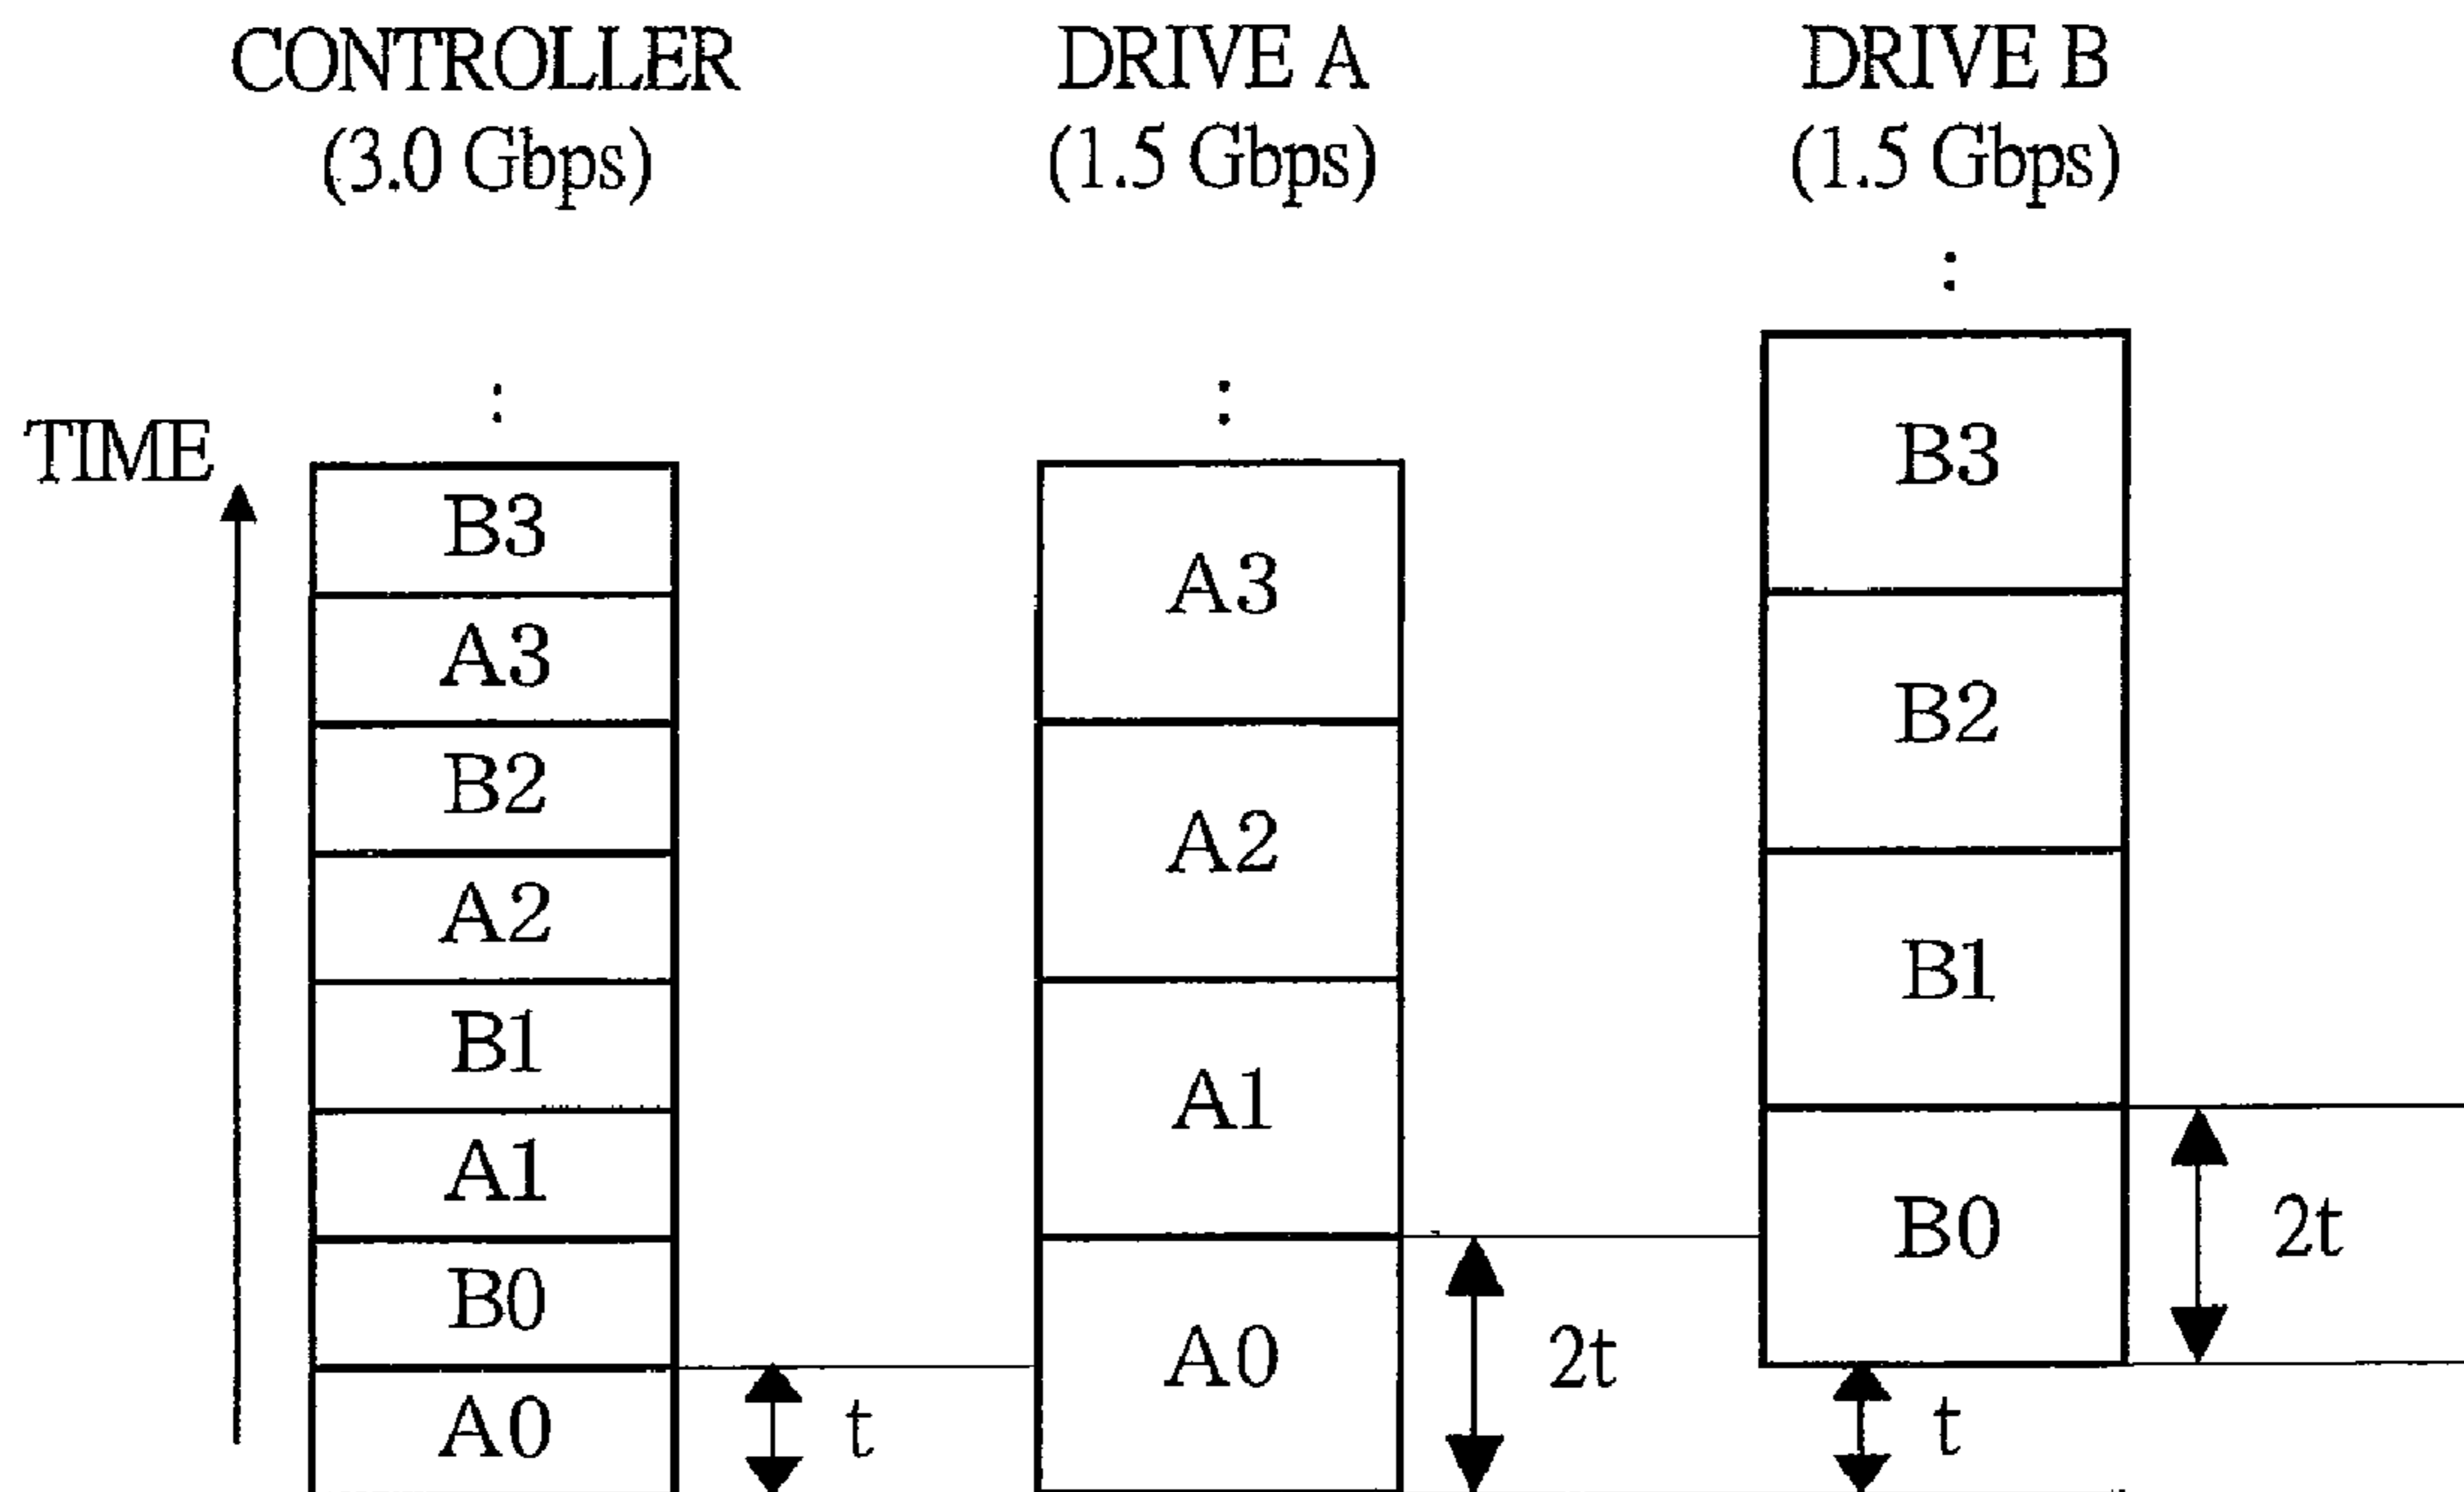 CONTROLLER
(3.0 Gbps)
DRIVE A
(1.5 Gbps)
DRIVE B
(1.5 Gbps)
TIME
:
B3
A3
B2
A2
B1
A1
B0
A0
t
:
A3
A2
A1
A0
2t
:
B3
B2
B1
B0
2t
t